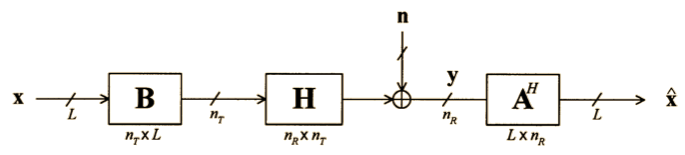 n
x L B n_T H y n_R A^H L x̂
n_T x L n_R x n_T L x n_R